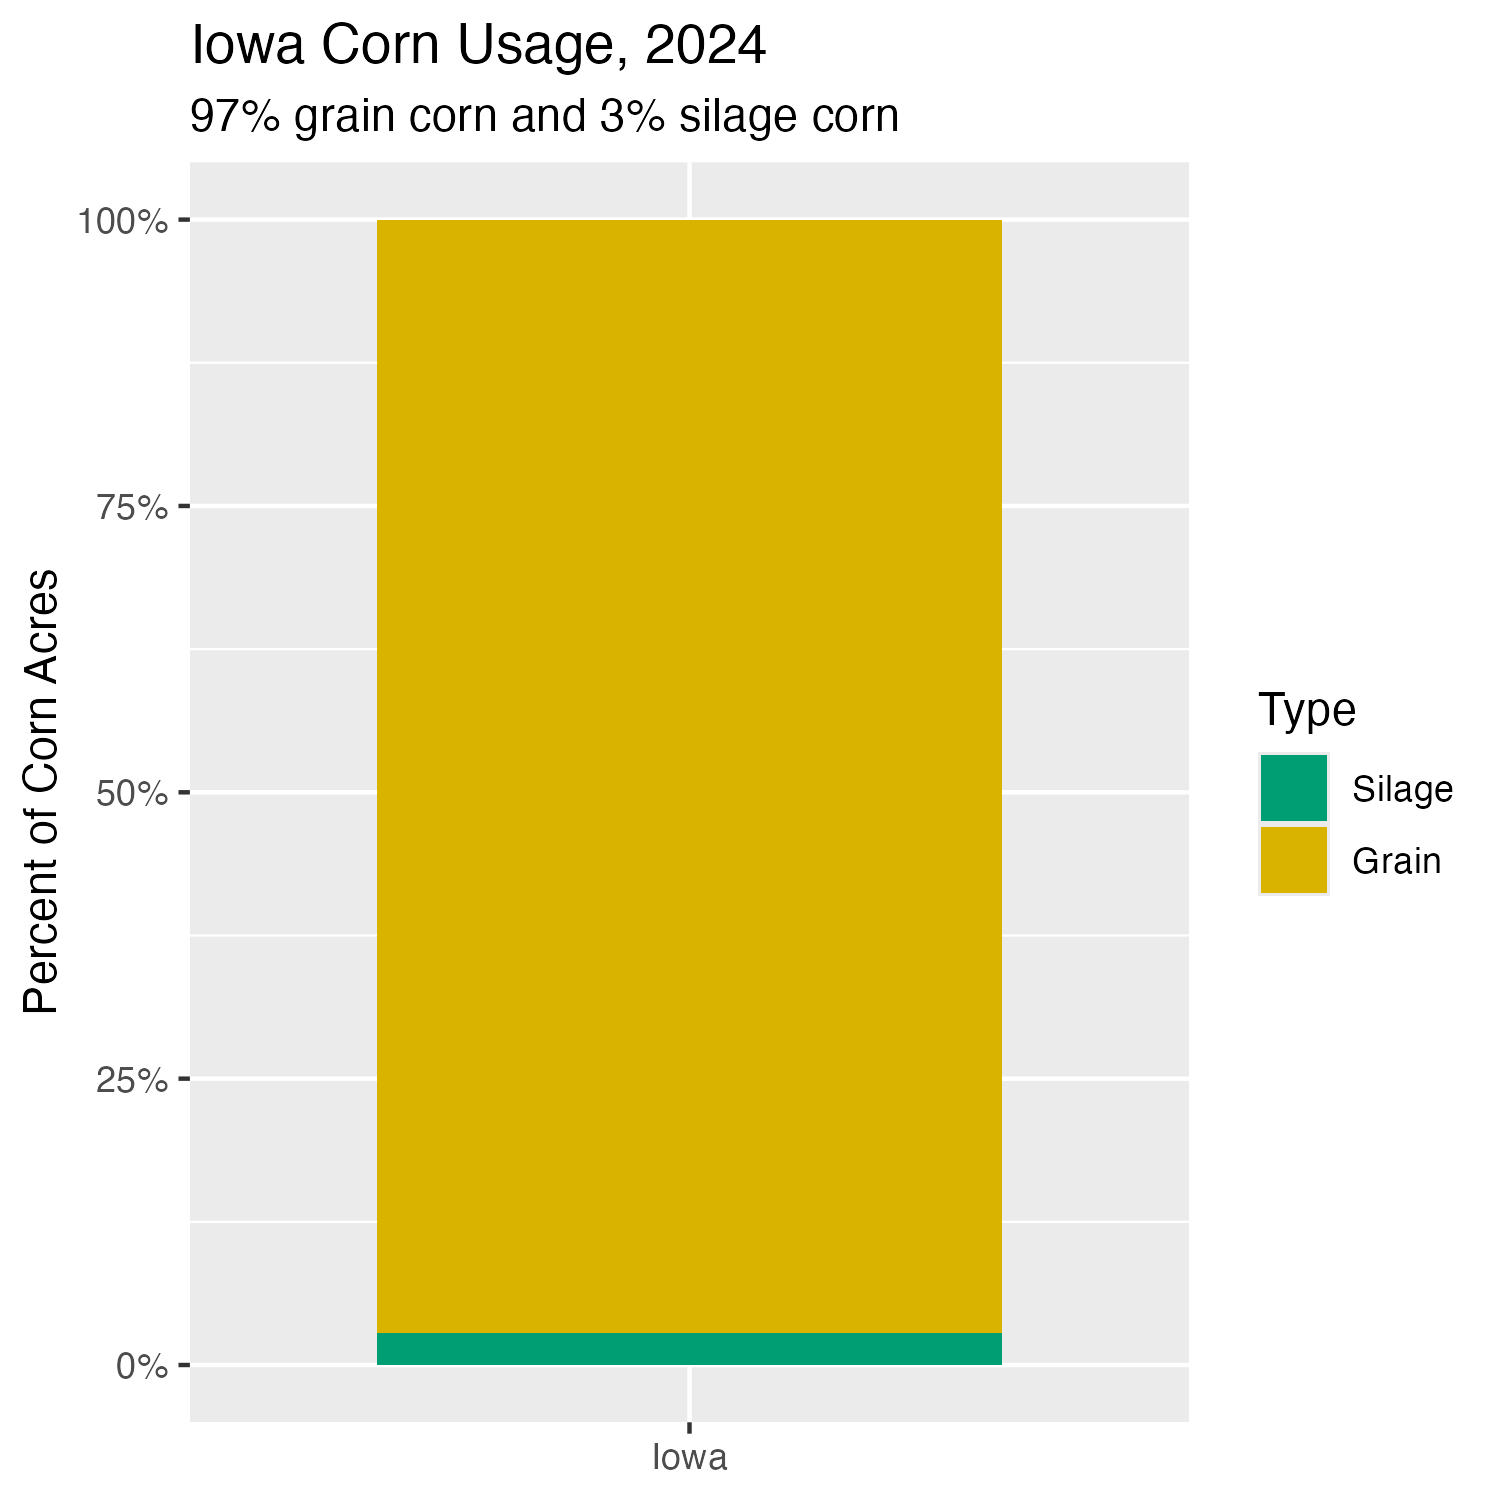 Iowa Corn Usage, 2024
97% grain corn and 3% silage corn
Percent of Corn Acres
100%
75%
50%
25%
0%
Iowa
Type
Silage
Grain